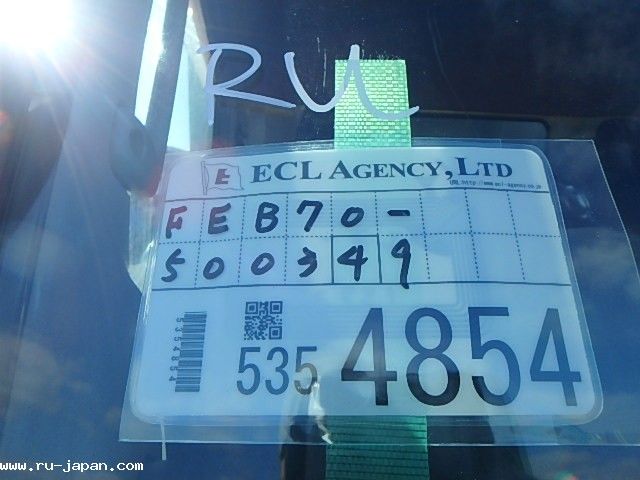 RU
E ECL AGENCY, LTD
URL http://www.ecl-agency.co.jp
FEB70-
500349
5354854
535 4854
www.ru-japan.com